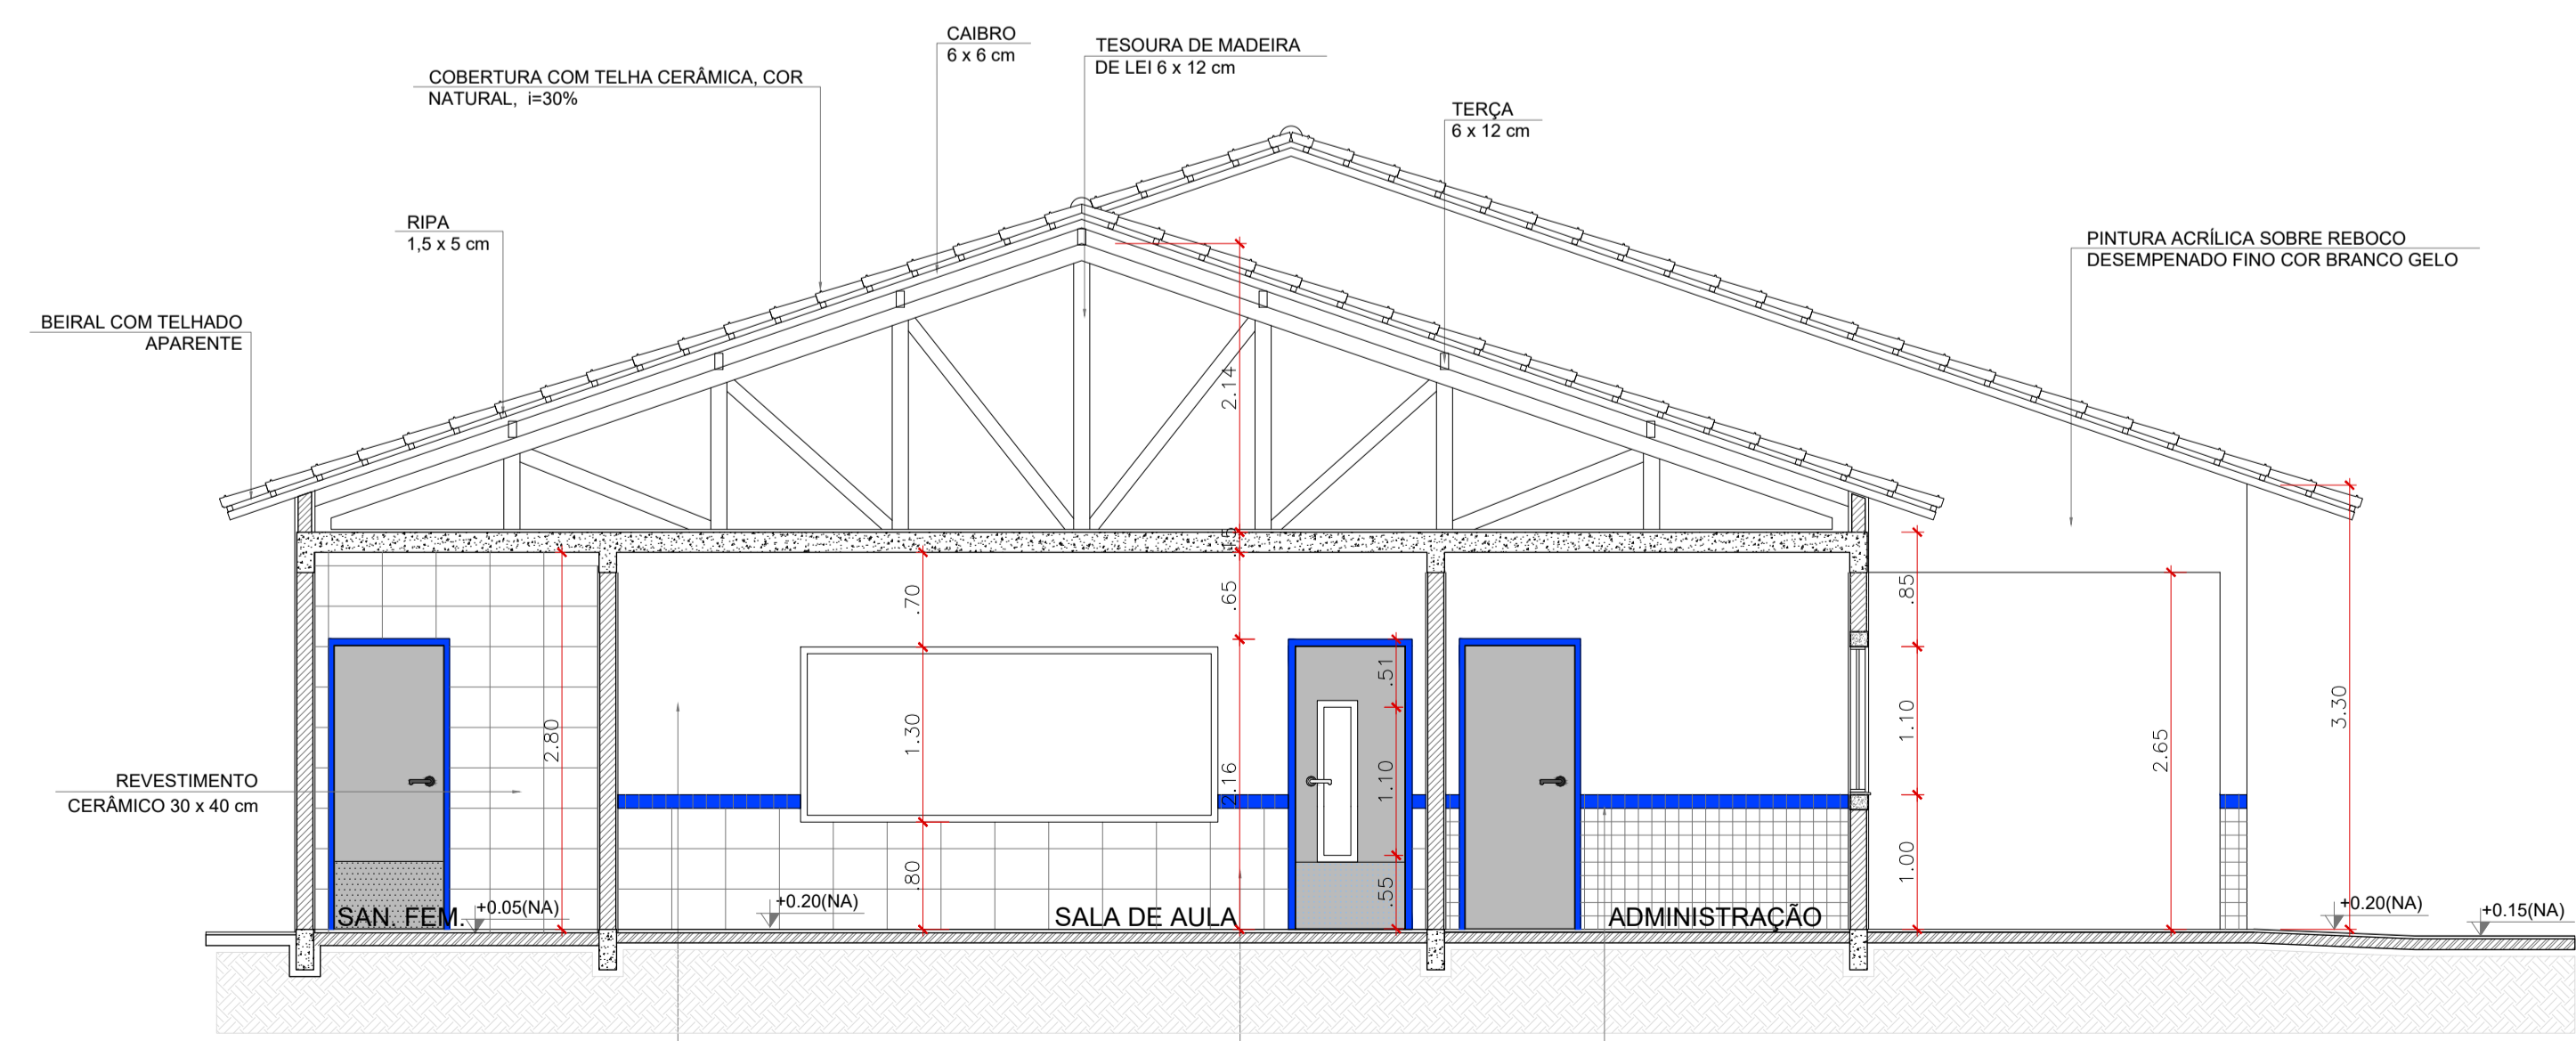 CAIBRO
6 x 6 cm
TESOURA DE MADEIRA
DE LEI 6 x 12 cm
COBERTURA COM TELHA CERÂMICA, COR
NATURAL, i=30%
TERÇA
6 x 12 cm
RIPA
1,5 x 5 cm
PINTURA ACRÍLICA SOBRE REBOCO
DESEMPENADO FINO COR BRANCO GELO
BEIRAL COM TELHADO
APARENTE
2.14
.15
.70
.65
.85
.51
2.80
1.30
2.16
1.10
1.10
2.65
3.30
REVESTIMENTO
CERÂMICO 30 x 40 cm
.80
.55
1.00
SAN. FEM.
+0.05(NA)
+0.20(NA)
SALA DE AULA
ADMINISTRAÇÃO
+0.20(NA)
+0.15(NA)